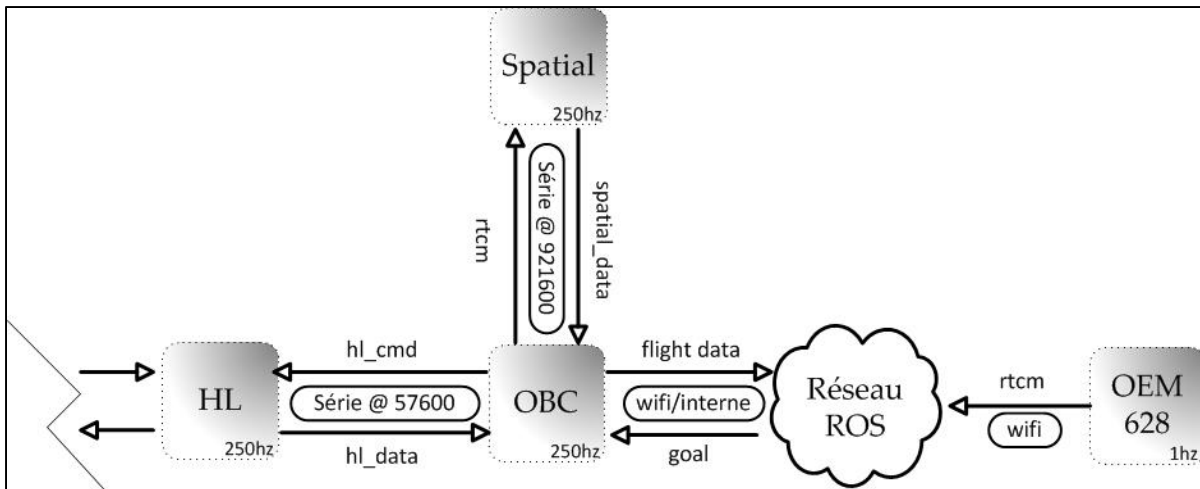 Spatial
250hz
rtcm
Série @ 921600
spatial_data
hl_cmd
flight data
HL
250hz
Série @ 57600
OBC
250hz
wifi/interne
Réseau
ROS
rtcm
wifi
OEM
628
1hz
hl_data
goal